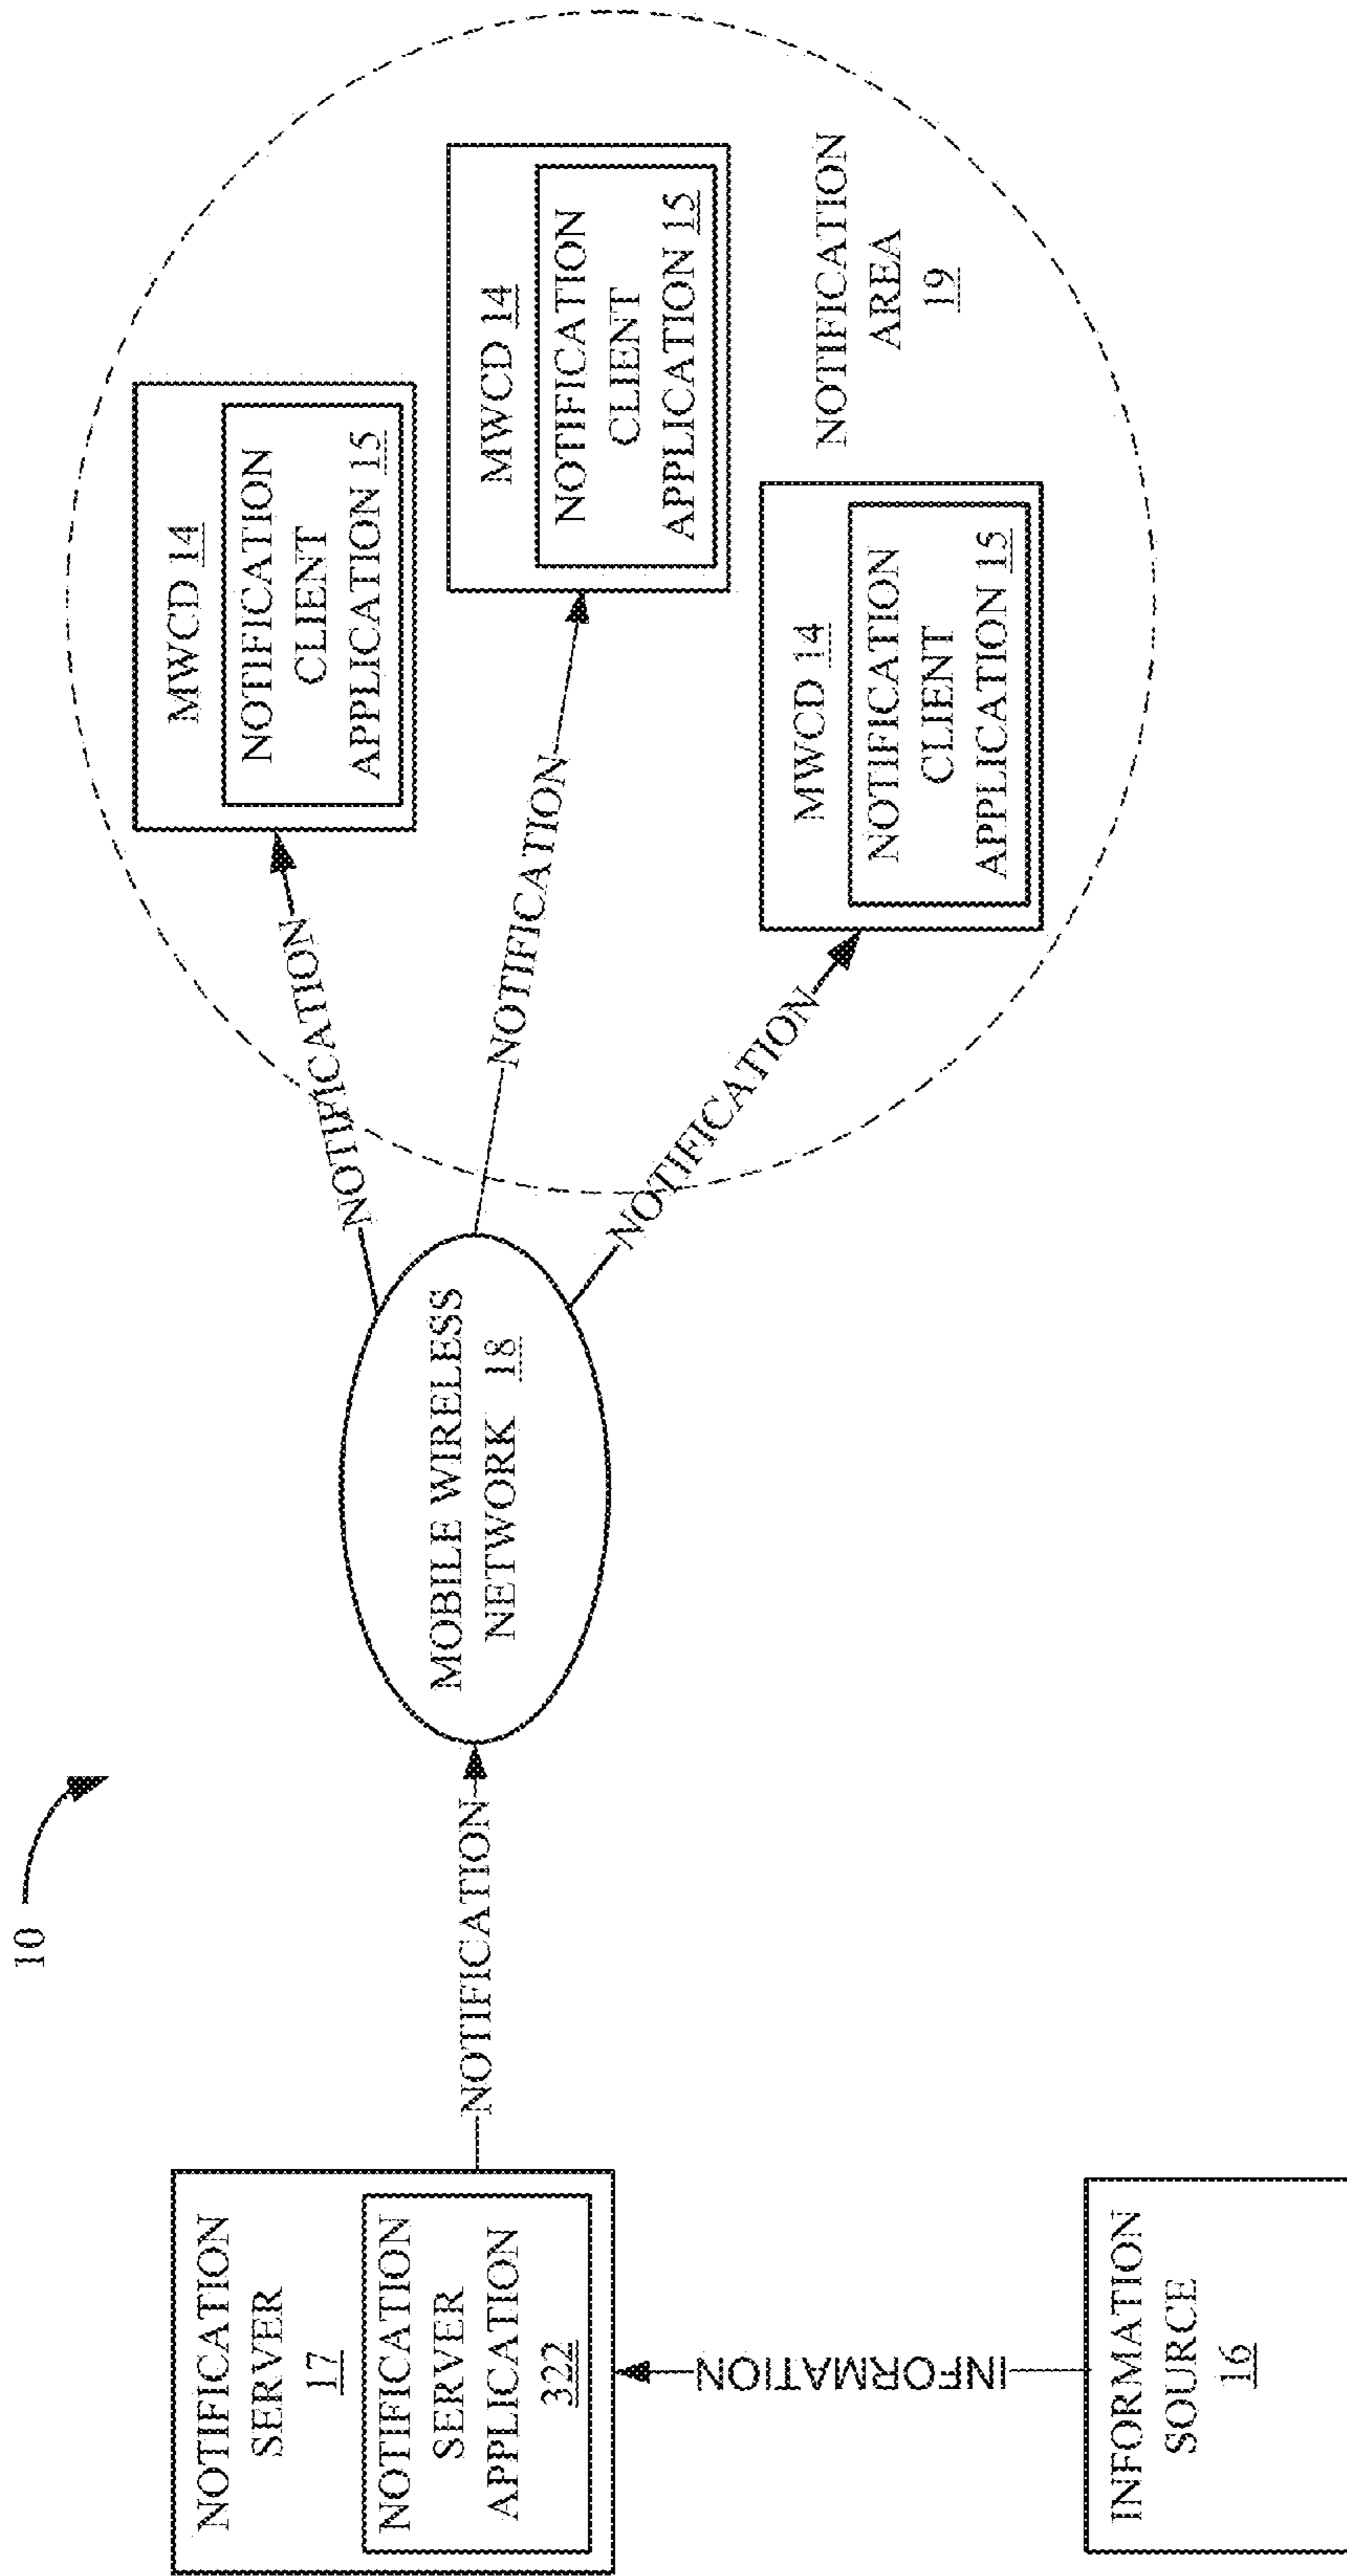 10
NOTIFICATION
SERVER
17
NOTIFICATION
SERVER
APPLICATION
322
INFORMATION
INFORMATION
SOURCE
16
NOTIFICATION
MOBILE WIRELESS
NETWORK 18
NOTIFICATION
NOTIFICATION
NOTIFICATION
MWCD 14
NOTIFICATION
CLIENT
APPLICATION 15
MWCD 14
NOTIFICATION
CLIENT
APPLICATION 15
MWCD 14
NOTIFICATION
CLIENT
APPLICATION 15
NOTIFICATION
AREA
19